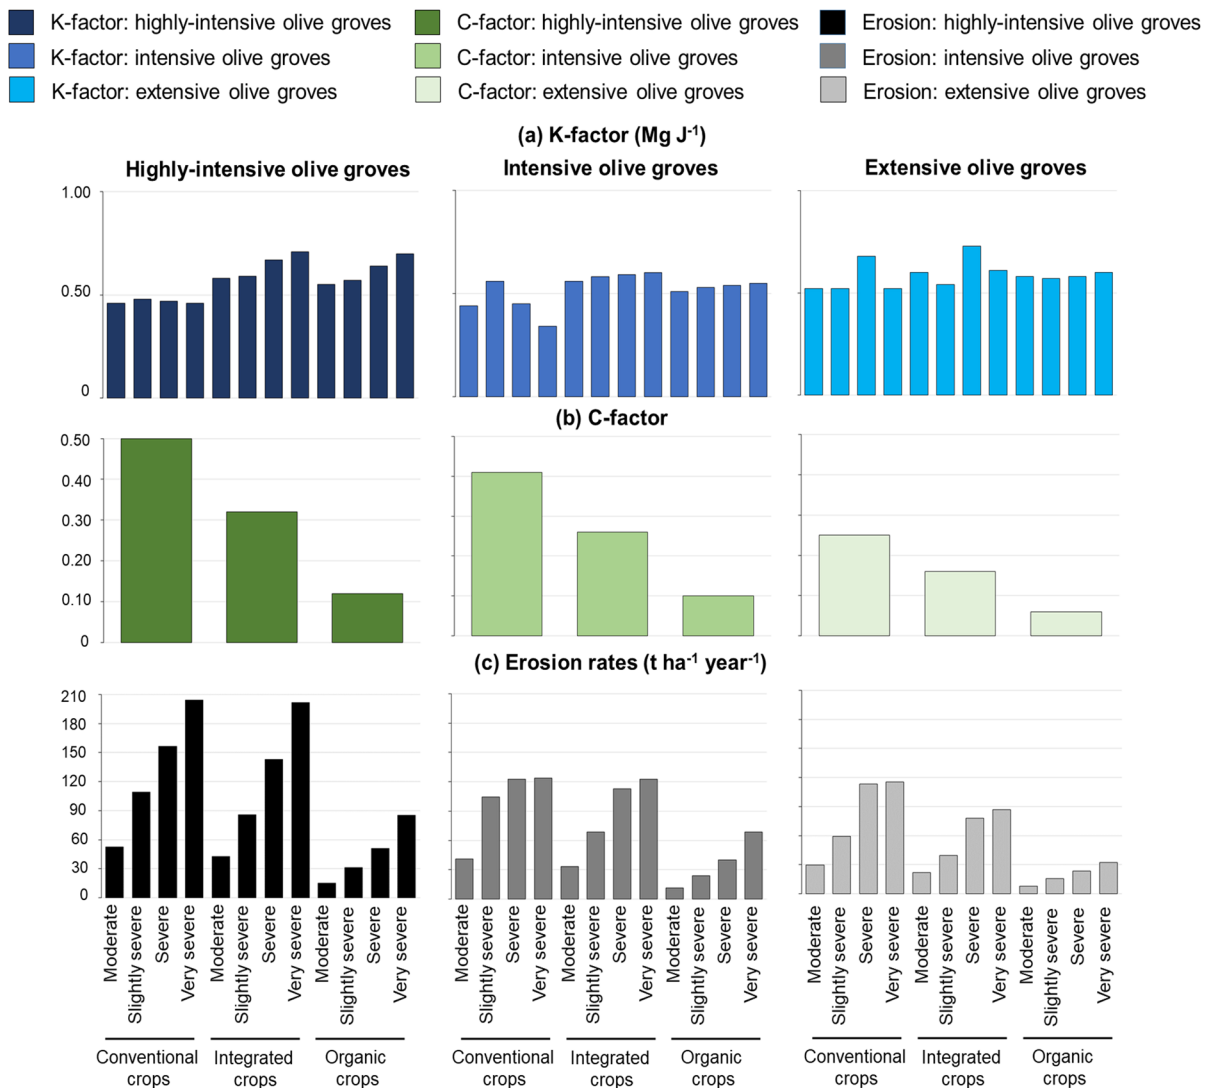 K-factor: highly-intensive olive groves
C-factor: highly-intensive olive groves
Erosion: highly-intensive olive groves
K-factor: intensive olive groves
C-factor: intensive olive groves
Erosion: intensive olive groves
K-factor: extensive olive groves
C-factor: extensive olive groves
Erosion: extensive olive groves
(a) K-factor (Mg J⁻¹)
Highly-intensive olive groves
Intensive olive groves
Extensive olive groves
1.00
0.50
0
(b) C-factor
0.50
0.40
0.30
0.20
0.10
0
(c) Erosion rates (t ha⁻¹ year⁻¹)
210
180
150
120
90
60
30
0
Moderate
Slightly severe
Severe
Very severe
Moderate
Slightly severe
Severe
Very severe
Moderate
Slightly severe
Severe
Very severe
Moderate
Slightly severe
Severe
Very severe
Moderate
Slightly severe
Severe
Very severe
Moderate
Slightly severe
Severe
Very severe
Moderate
Slightly severe
Severe
Very severe
Moderate
Slightly severe
Severe
Very severe
Moderate
Slightly severe
Severe
Very severe
Conventional
crops
Integrated
crops
Organic
crops
Conventional
crops
Integrated
crops
Organic
crops
Conventional
crops
Integrated
crops
Organic
crops